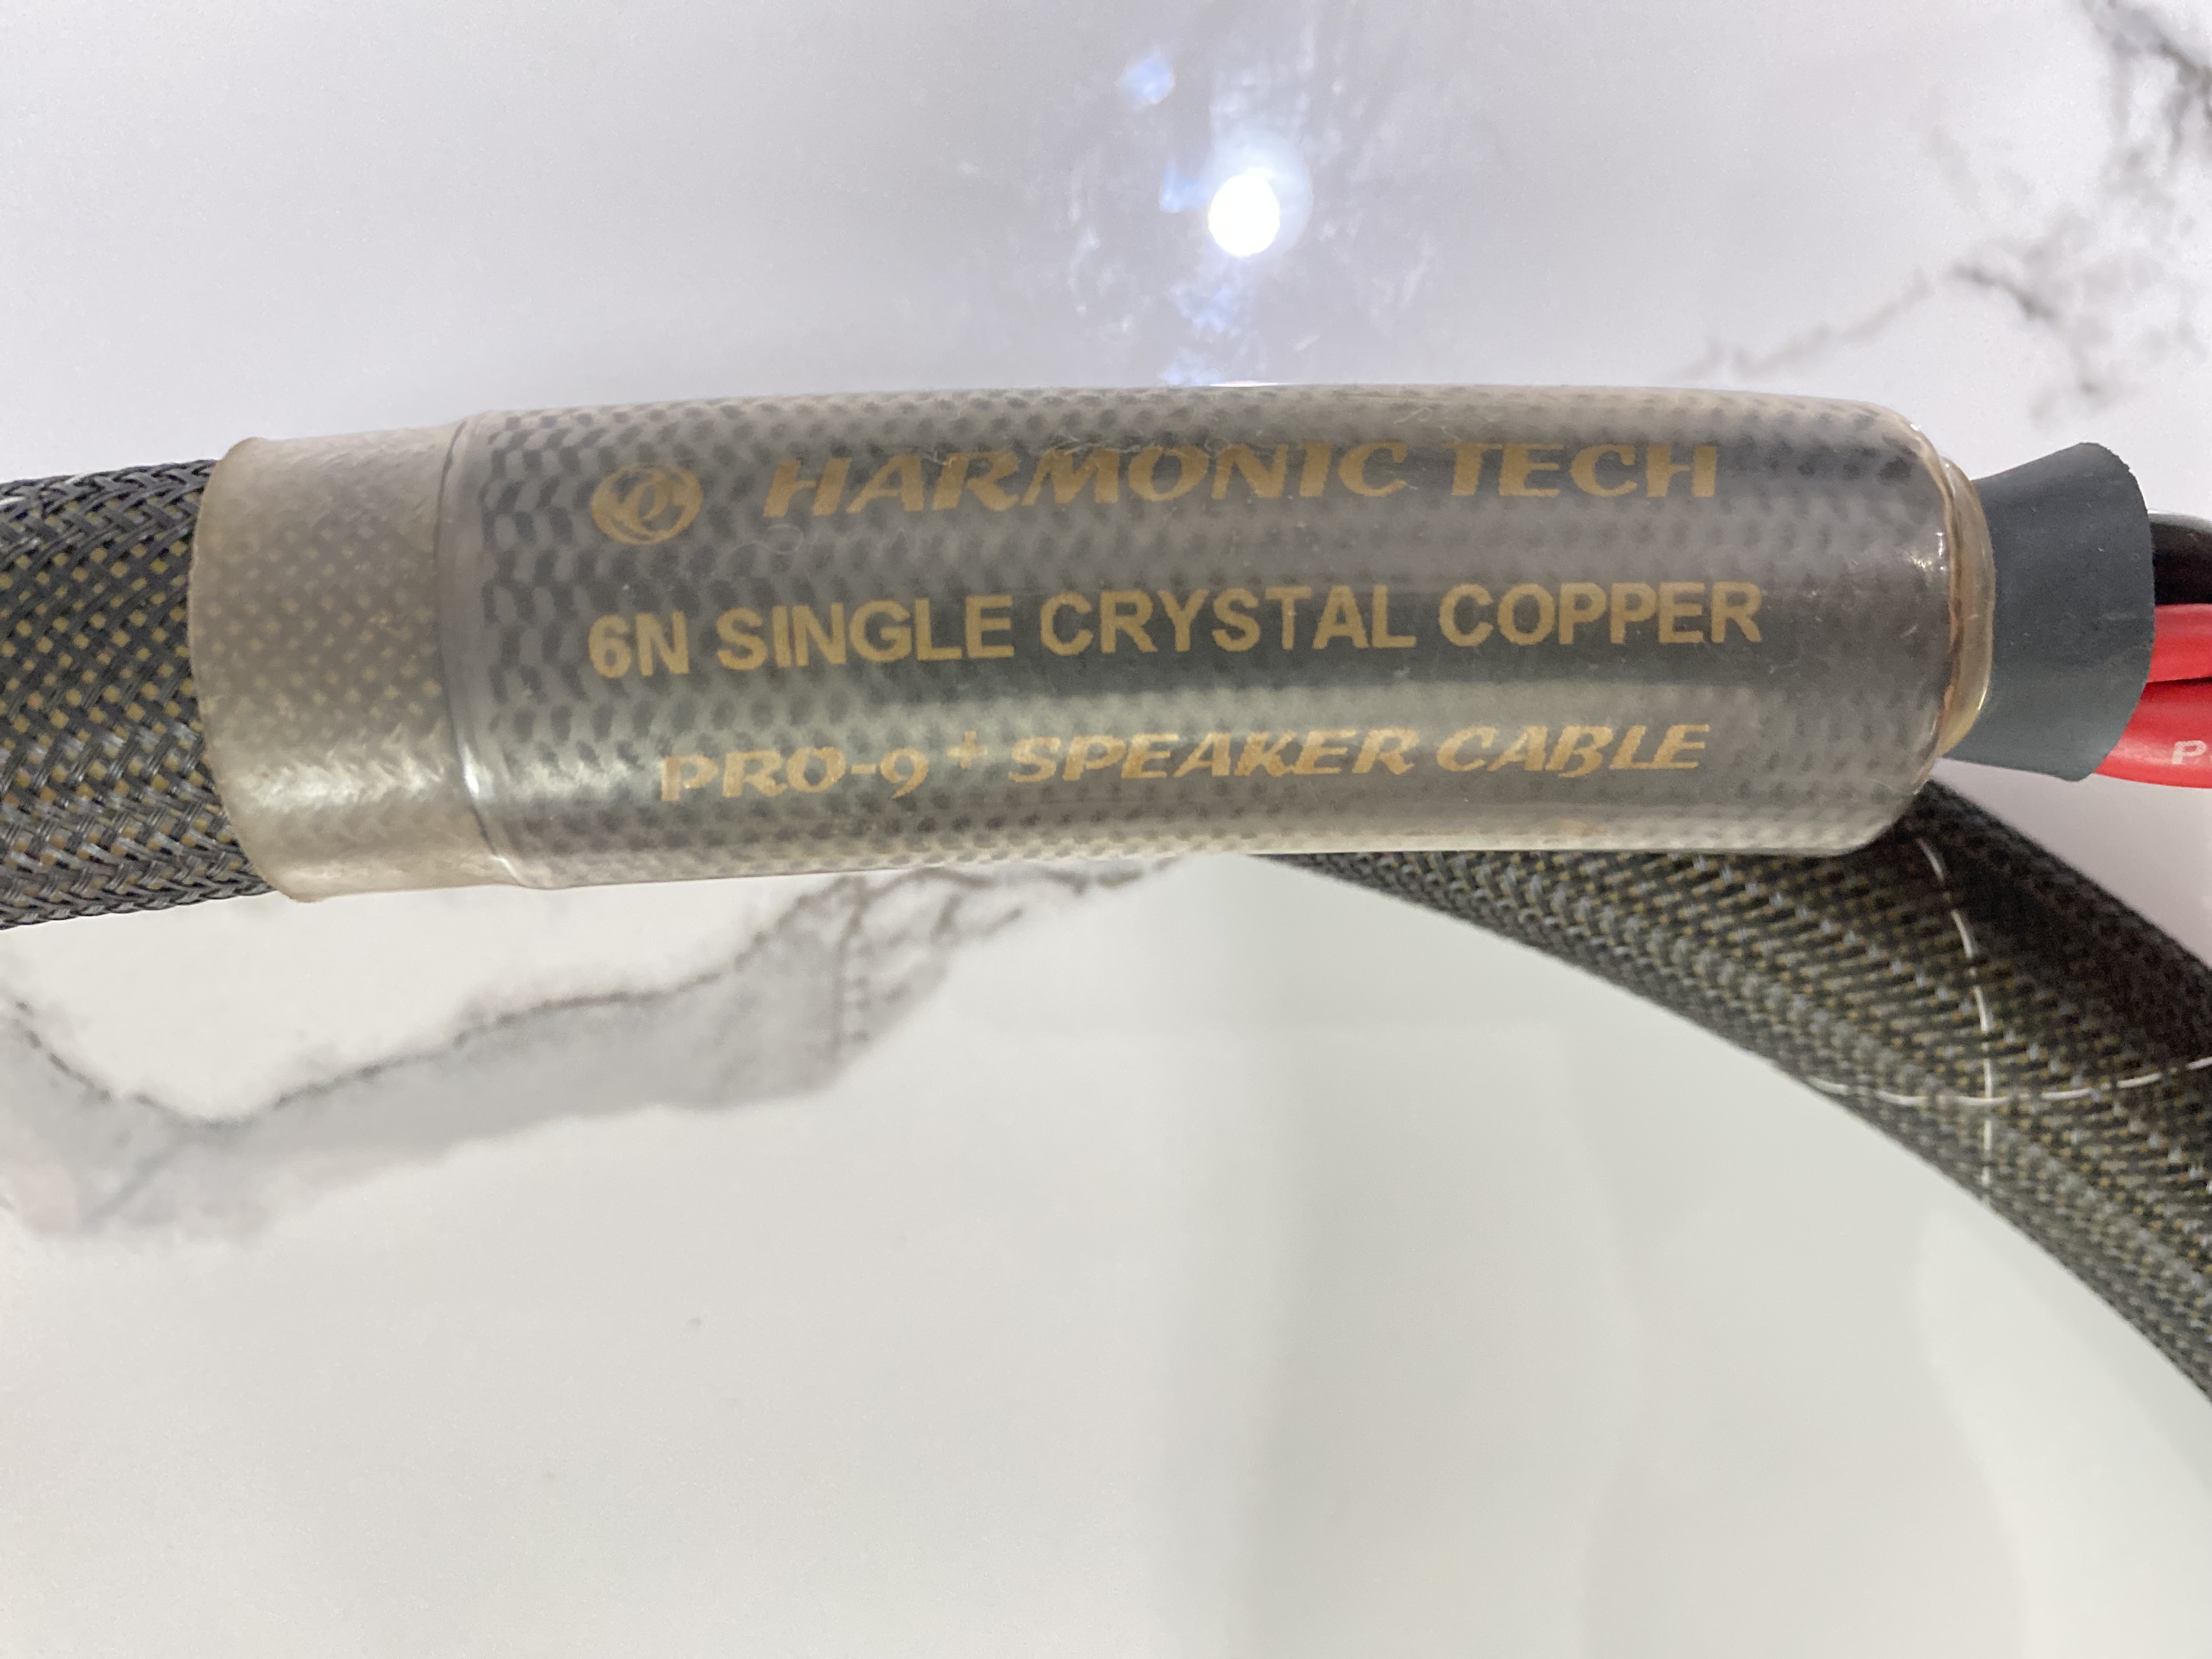 HARMONIC TECH
6N SINGLE CRYSTAL COPPER
PRO-9+ SPEAKER CABLE